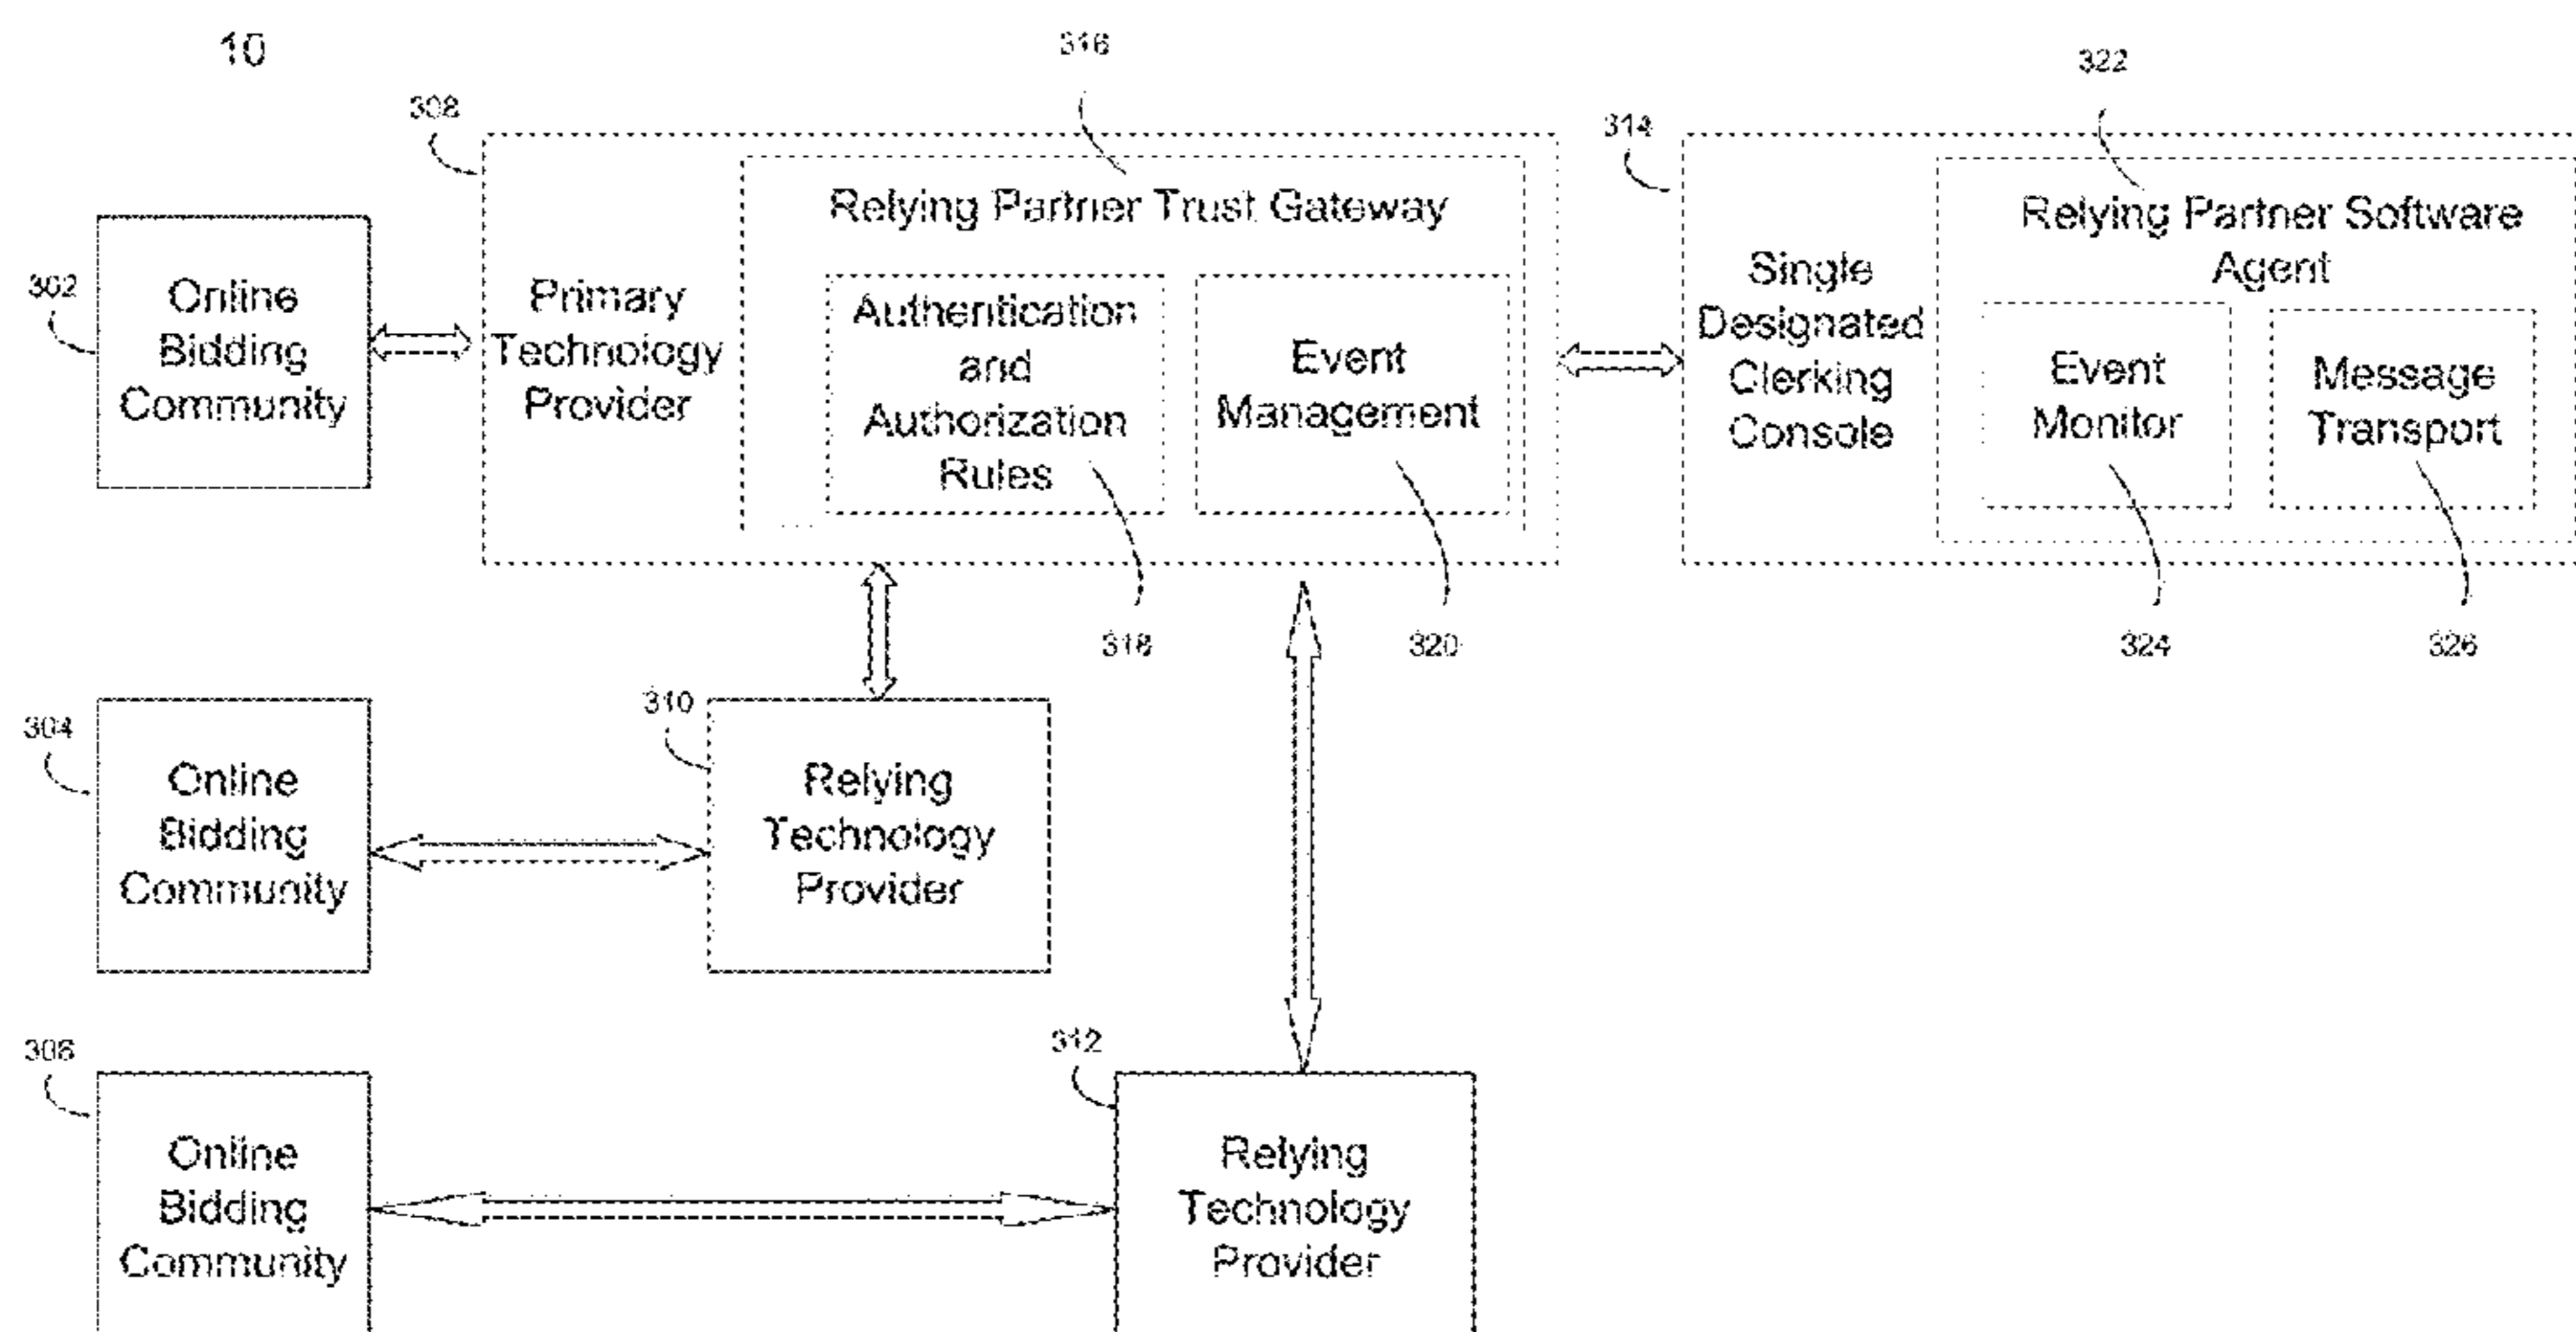 10
316
322
308
314
Relying Partner Trust Gateway
Relying Partner Software
Agent
302
Online
Bidding
Community
Primary
Technology
Provider
Authentication
and
Authorization
Rules
Event
Management
Single
Designated
Clerking
Console
Event
Monitor
Message
Transport
318
320
324
326
304
Online
Bidding
Community
310
Relying
Technology
Provider
306
Online
Bidding
Community
312
Relying
Technology
Provider